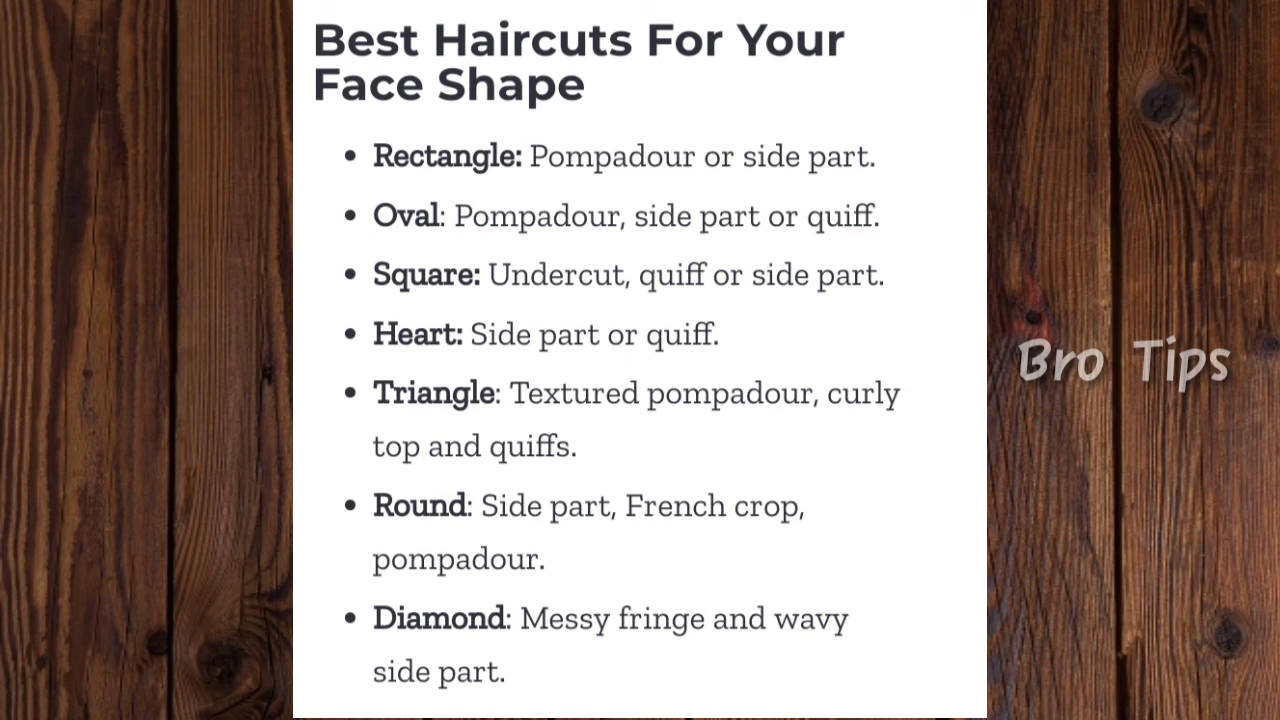 Best Haircuts For Your
Face Shape
• Rectangle: Pompadour or side part.
• Oval: Pompadour, side part or quiff.
• Square: Undercut, quiff or side part.
• Heart: Side part or quiff.
• Triangle: Textured pompadour, curly
top and quiffs.
• Round: Side part, French crop,
pompadour.
• Diamond: Messy fringe and wavy
side part.
Bro Tips